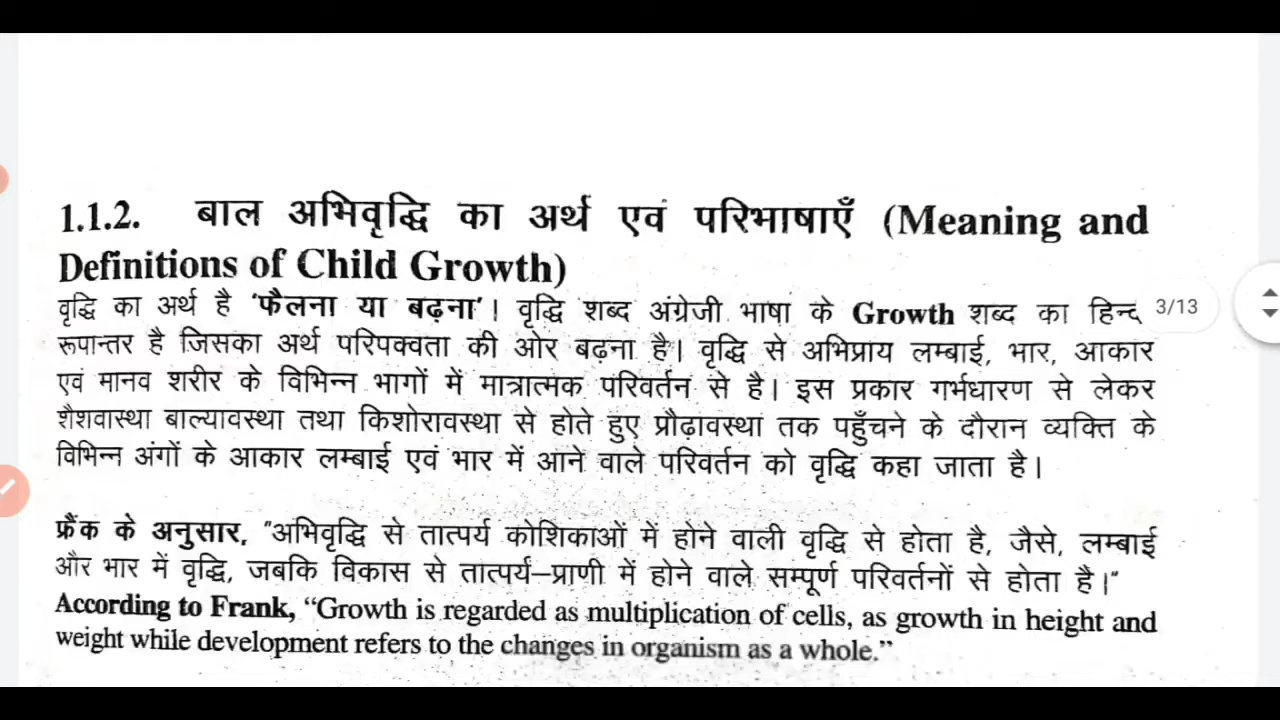 1.1.2. बाल अभिवृद्धि का अर्थ एवं परिभाषाएँ (Meaning and
Definitions of Child Growth)
वृद्धि का अर्थ है 'फैलना या बढ़ना'। वृद्धि शब्द अंग्रेजी भाषा के Growth शब्द का हिन्द
3/13
रूपान्तर है जिसका अर्थ परिपक्वता की ओर बढ़ना है। वृद्धि से अभिप्राय लम्बाई, भार, आकार
एवं मानव शरीर के विभिन्न भागों में मात्रात्मक परिवर्तन से है। इस प्रकार गर्भधारण से लेकर
शैशवास्था बाल्यावस्था तथा किशोरावस्था से होते हुए प्रौढ़ावस्था तक पहुँचने के दौरान व्यक्ति के
विभिन्न अंगों के आकार लम्बाई एवं भार में आने वाले परिवर्तन को वृद्धि कहा जाता है।
फ्रैंक के अनुसार, "अभिवृद्धि से तात्पर्य कोशिकाओं में होने वाली वृद्धि से होता है, जैसे, लम्बाई
और भार में वृद्धि, जबकि विकास से तात्पर्य–प्राणी में होने वाले सम्पूर्ण परिवर्तनों से होता है।"
According to Frank, “Growth is regarded as multiplication of cells, as growth in height and
weight while development refers to the changes in organism as a whole.”